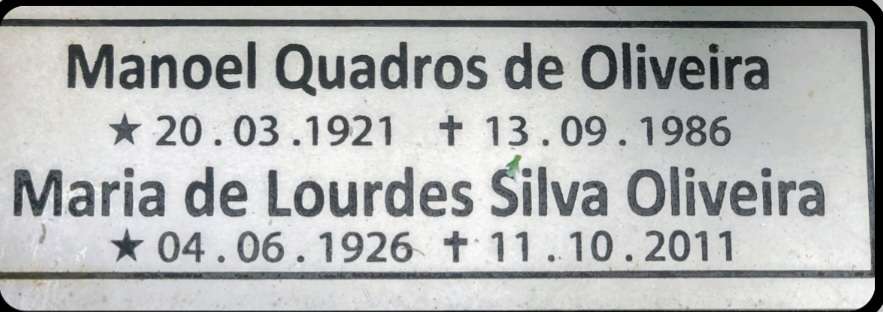 Manoel Quadros de Oliveira
★ 20 . 03 .1921 ✝ 13 . 09 . 1986
Maria de Lourdes Silva Oliveira
★ 04 . 06 . 1926 ✝ 11 . 10 . 2011